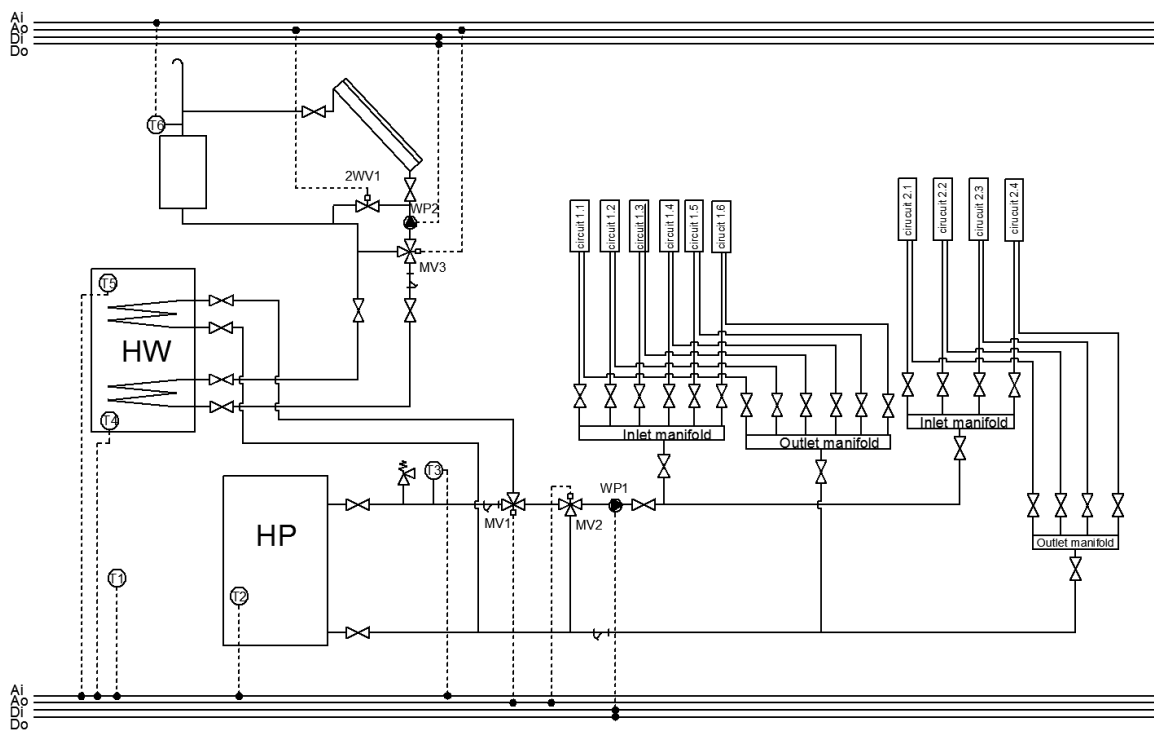 Ai
Ao
Di
Do
T6
2WV1
WP2
MV3
circuit 1.1
circuit 1.2
circuit 1.3
circuit 1.4
circuit 1.5
cirucit 1.6
cirucuit 2.1
cirucuit 2.2
cirucuit 2.3
cirucuit 2.4
T5
HW
T4
Inlet manifold
Outlet manifold
Inlet manifold
Outlet manifold
T3
MV1
MV2
WP1
HP
T1
T2
Ai
Ao
Di
Do